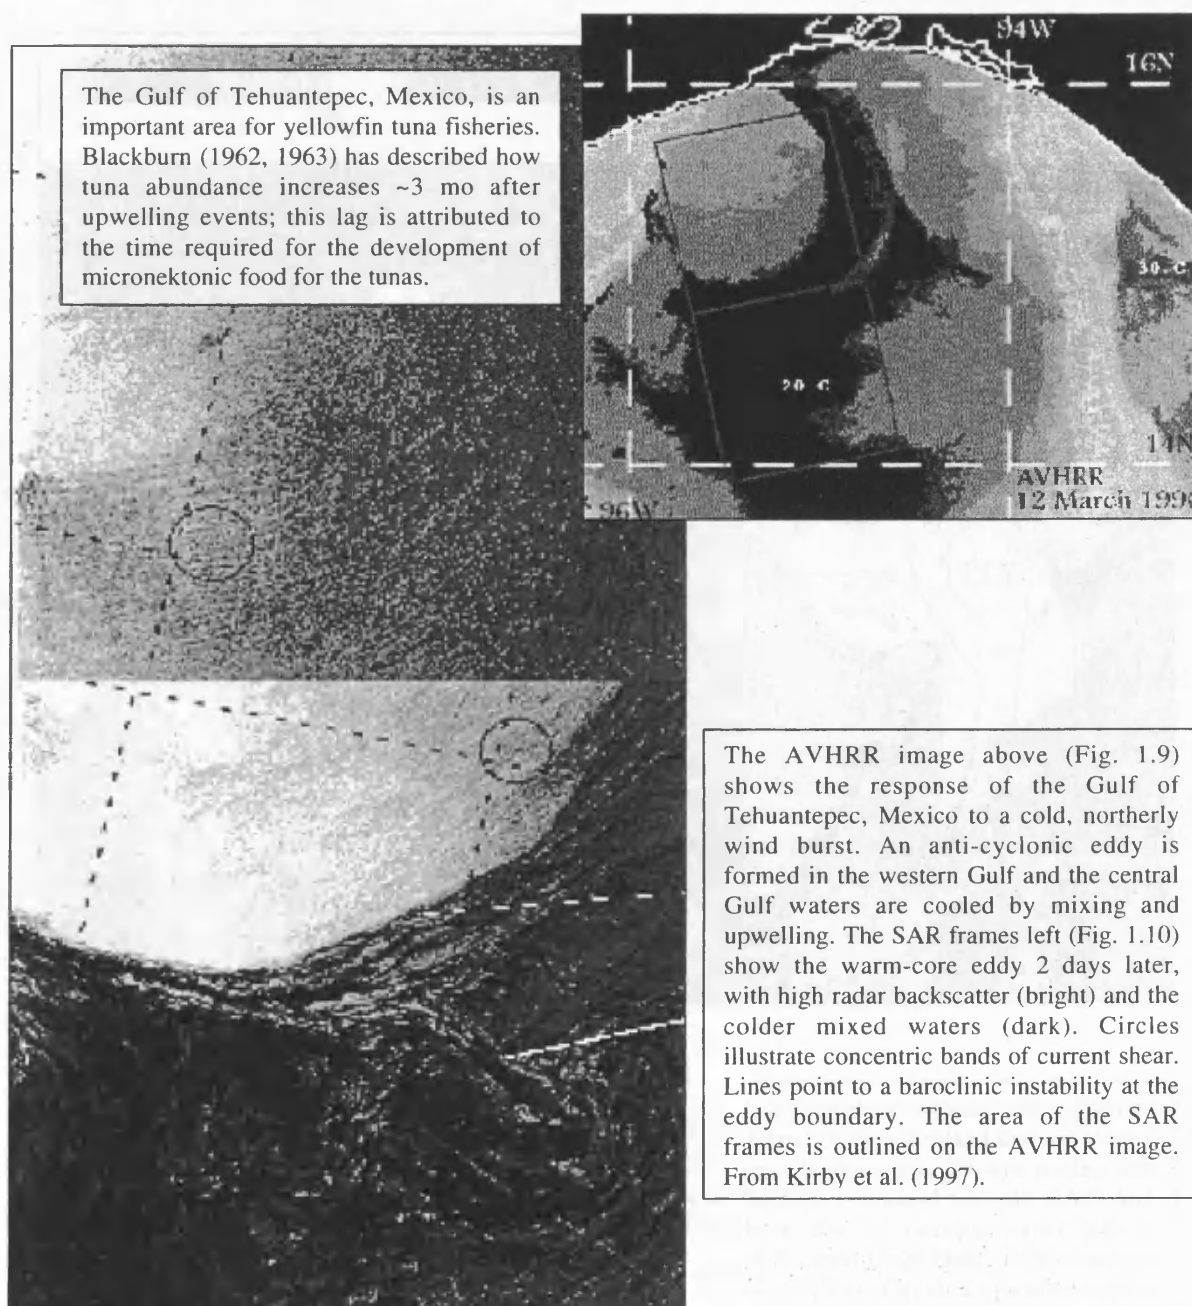 The Gulf of Tehuantepec, Mexico, is an
important area for yellowfin tuna fisheries.
Blackburn (1962, 1963) has described how
tuna abundance increases ~3 mo after
upwelling events; this lag is attributed to
the time required for the development of
micronektonic food for the tunas.
94W
16N
30 C
20 C
14N
96W
AVHRR
12 March 199
The AVHRR image above (Fig. 1.9)
shows the response of the Gulf of
Tehuantepec, Mexico to a cold, northerly
wind burst. An anti-cyclonic eddy is
formed in the western Gulf and the central
Gulf waters are cooled by mixing and
upwelling. The SAR frames left (Fig. 1.10)
show the warm-core eddy 2 days later,
with high radar backscatter (bright) and the
colder mixed waters (dark). Circles
illustrate concentric bands of current shear.
Lines point to a baroclinic instability at the
eddy boundary. The area of the SAR
frames is outlined on the AVHRR image.
From Kirby et al. (1997).